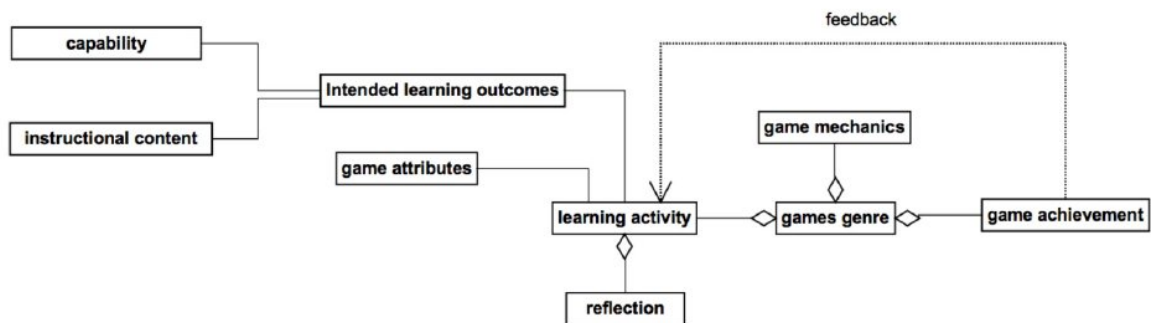 feedback
capability
Intended learning outcomes
game mechanics
instructional content
game attributes
learning activity
games genre
game achievement
reflection